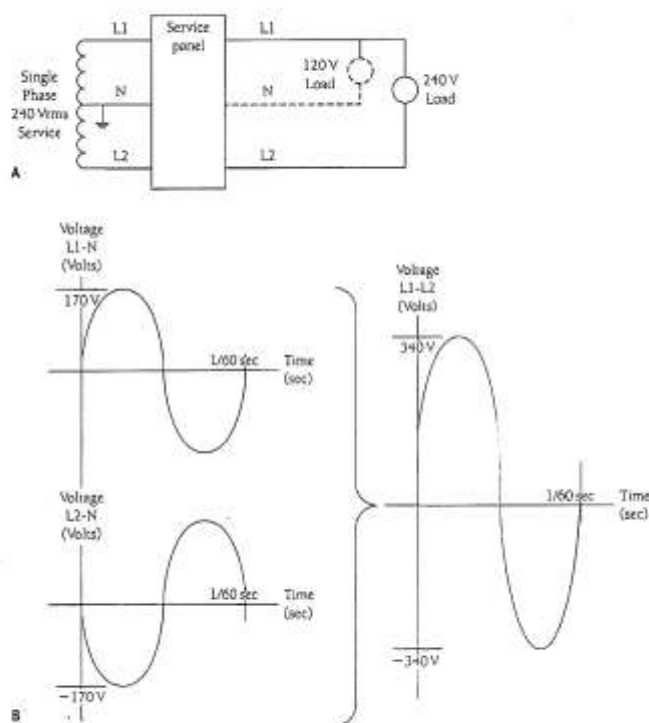 L1
Service
panel
L1
120 V
Load
240 V
Load
Single
Phase
240 Vrms
Service
N
N
L2
L2
A
Voltage
L1-N
(Volts)
170 V
1/60 sec
Time
(sec)
Voltage
L2-N
(Volts)
1/60 sec
Time
(sec)
−170 V
Voltage
L1-L2
(Volts)
340 V
1/60 sec
Time
(sec)
−340 V
B